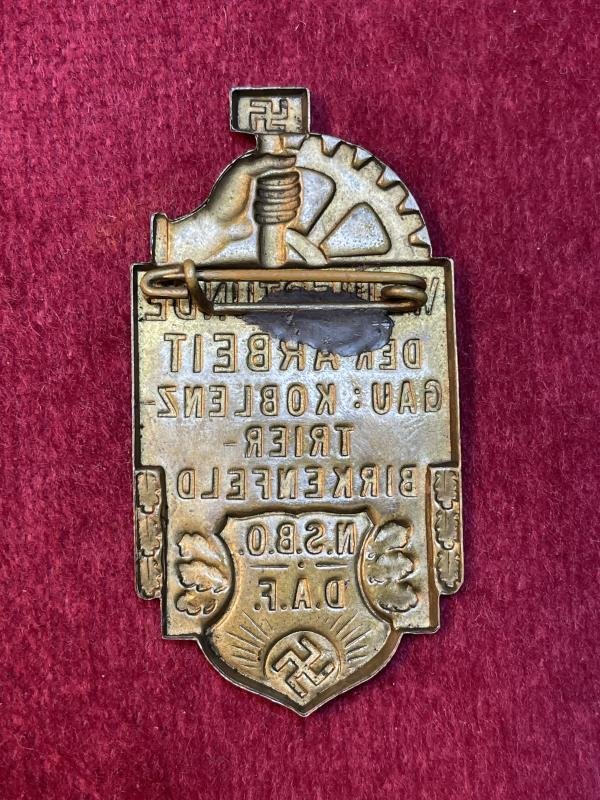 DER ARBEIT
GAU: KOBLENZ-
TRIER-
BIRKENFELD
N.S.B.O.
D.A.F.